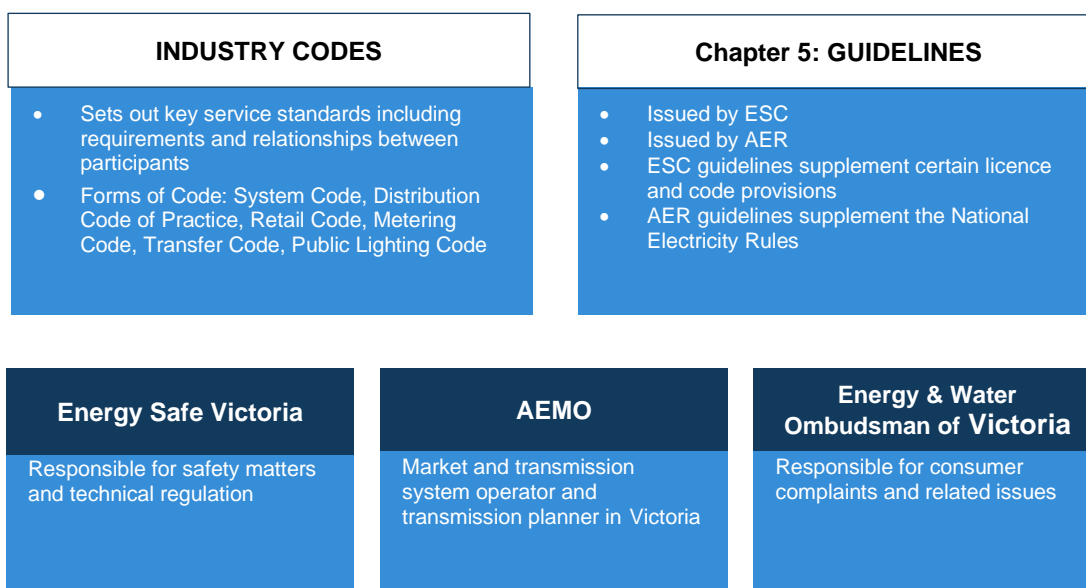 INDUSTRY CODES
• Sets out key service standards including
requirements and relationships between
participants
• Forms of Code: System Code, Distribution
Code of Practice, Retail Code, Metering
Code, Transfer Code, Public Lighting Code
Chapter 5: GUIDELINES
• Issued by ESC
• Issued by AER
• ESC guidelines supplement certain licence
and code provisions
• AER guidelines supplement the National
Electricity Rules
Energy Safe Victoria
Responsible for safety matters
and technical regulation
AEMO
Market and transmission
system operator and
transmission planner in Victoria
Energy & Water
Ombudsman of Victoria
Responsible for consumer
complaints and related issues